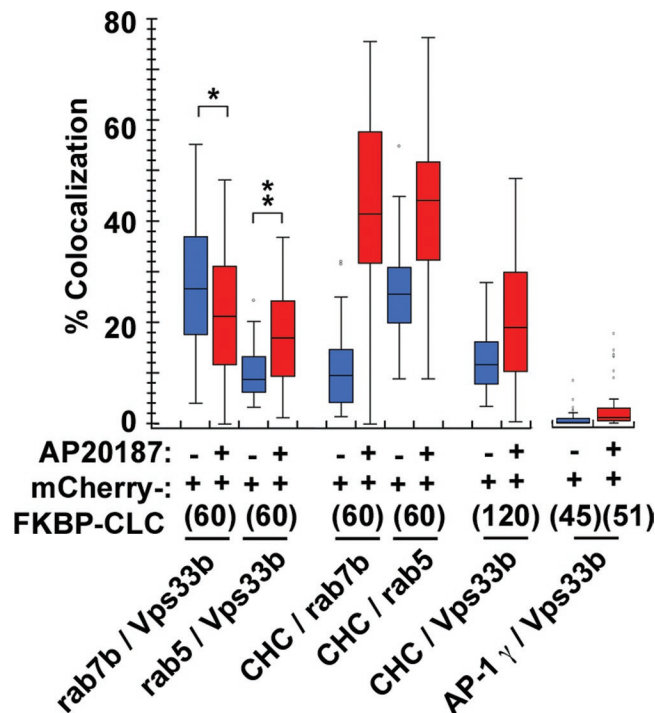 80
60
40
20
0
% Colocalization
*
*
*
AP20187: - + - + - + - + - + - +
mCherry-: + + + + + + + + + + + +
FKBP-CLC (60) (60) (60) (60) (120) (45) (51)
rab7b / Vps33b
rab5 / Vps33b
CHC / rab7b
CHC / rab5
CHC / Vps33b
AP-1 γ / Vps33b